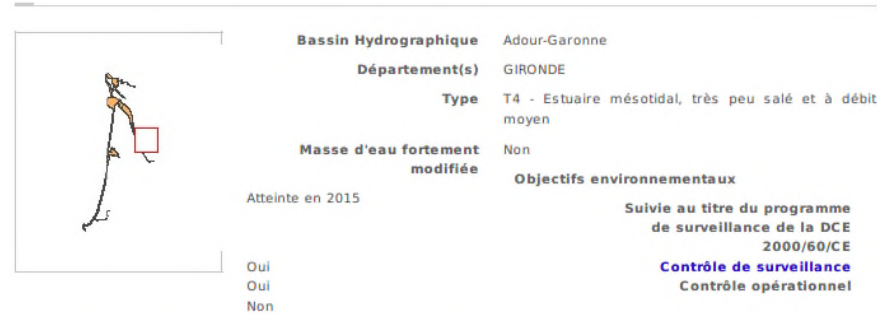 Bassin Hydrographique Adour-Garonne
Département(s) GIRONDE
Type T4 - Estuaire mésotidal, très peu salé et à débit
moyen
Masse d'eau fortement Non
modifiée
Objectifs environnementaux
Atteinte en 2015
Suivie au titre du programme
de surveillance de la DCE
2000/60/CE
Oui Contrôle de surveillance
Oui Contrôle opérationnel
Non